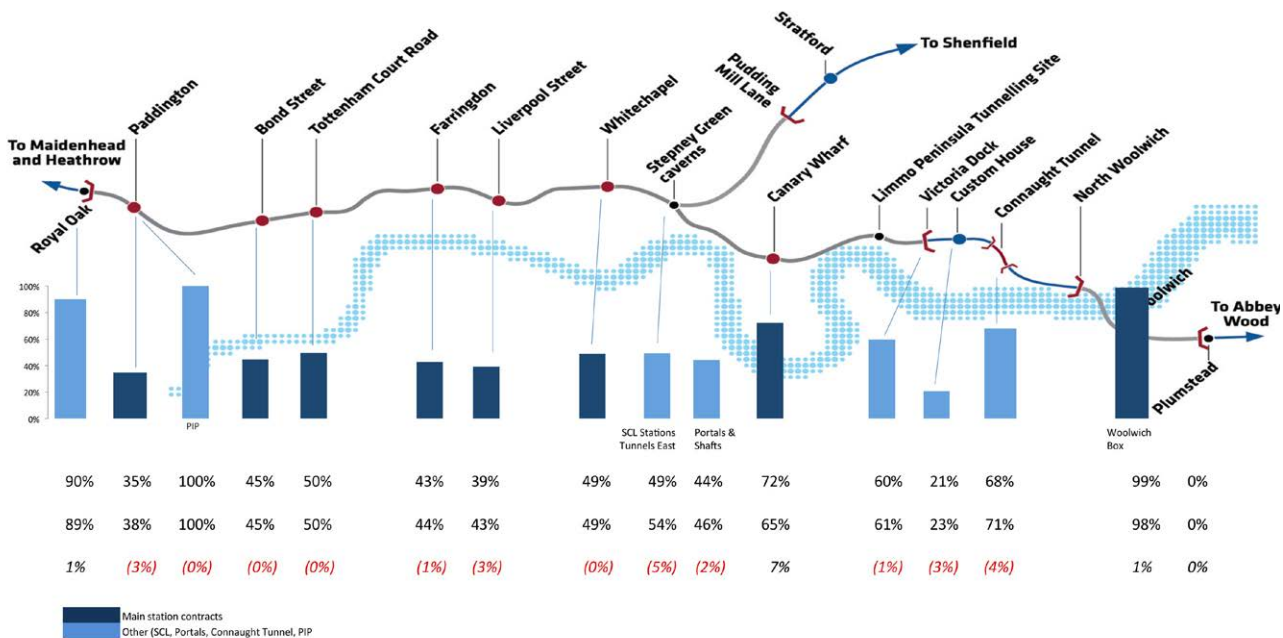 To Shenfield
Stratford
Pudding
Mill Lane
Paddington
Bond Street
Tottenham Court Road
Farringdon
Liverpool Street
Whitechapel
Stepney Green
caverns
Canary Wharf
Limmo Peninsula Tunnelling Site
Victoria Dock
Custom House
Connaught Tunnel
North Woolwich
To Maidenhead
and Heathrow
Royal Oak
oolwich
To Abbey
Wood
Plumstead
100%
80%
60%
40%
20%
0%
PIP
SCL Stations
Tunnels East
Portals &
Shafts
Woolwich
Box
90% 35% 100% 45% 50% 43% 39% 49% 49% 44% 72% 60% 21% 68% 99% 0%
89% 38% 100% 45% 50% 44% 43% 49% 54% 46% 65% 61% 23% 71% 98% 0%
1% (3%) (0%) (0%) (0%) (1%) (3%) (0%) (5%) (2%) 7% (1%) (3%) (4%) 1% 0%
Main station contracts
Other (SCL, Portals, Connaught Tunnel, PIP